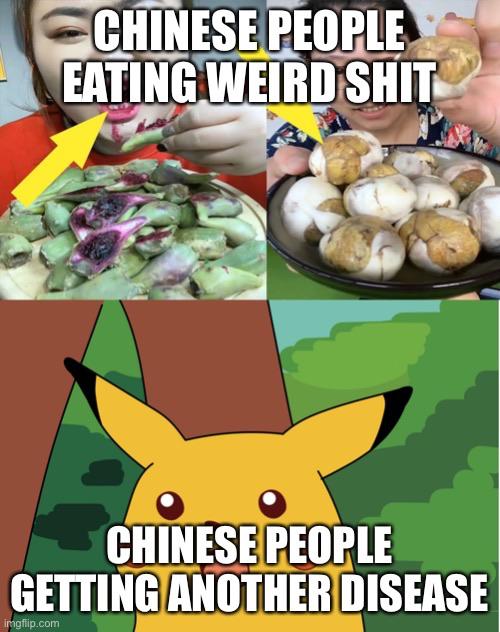 CHINESE PEOPLE
EATING WEIRD SHIT
CHINESE PEOPLE
GETTING ANOTHER DISEASE
imgflip.com